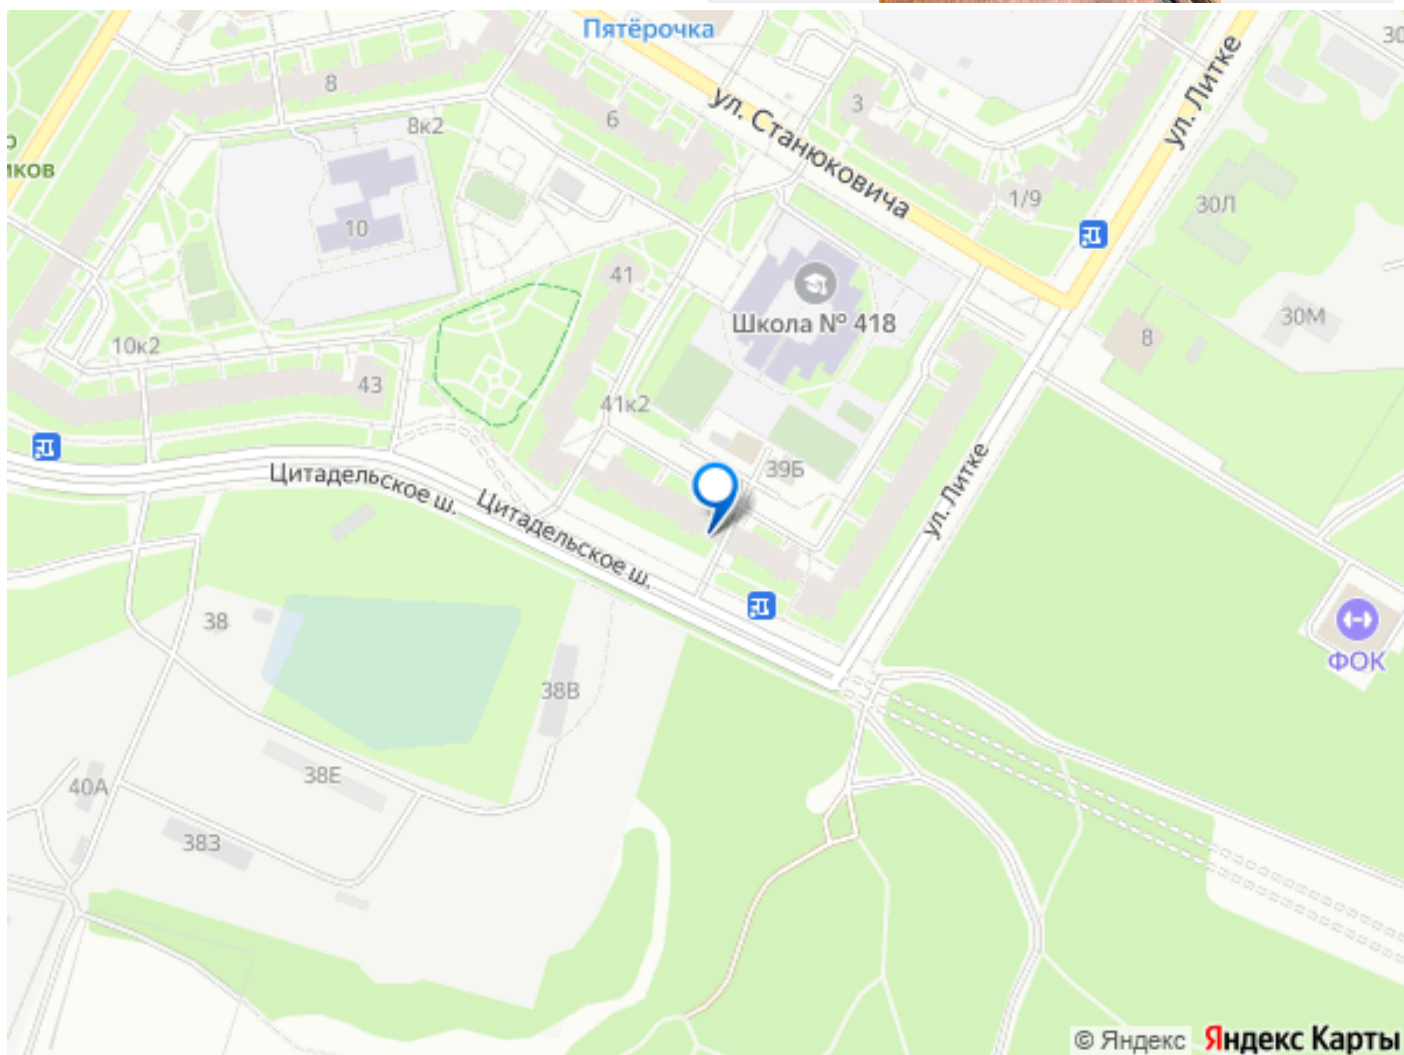 Пятёрочка
30
8
6
3
ул. Станюковича
ул. Литке
8к2
о
иков
10
1/9
30Л
41
Школа № 418
30М
8
10к2
43
41к2
39Б
ул. Литке
Цитадельское ш.
Цитадельское ш.
38
ФОК
38В
38Е
40А
38З
© Яндекс Яндекс Карты